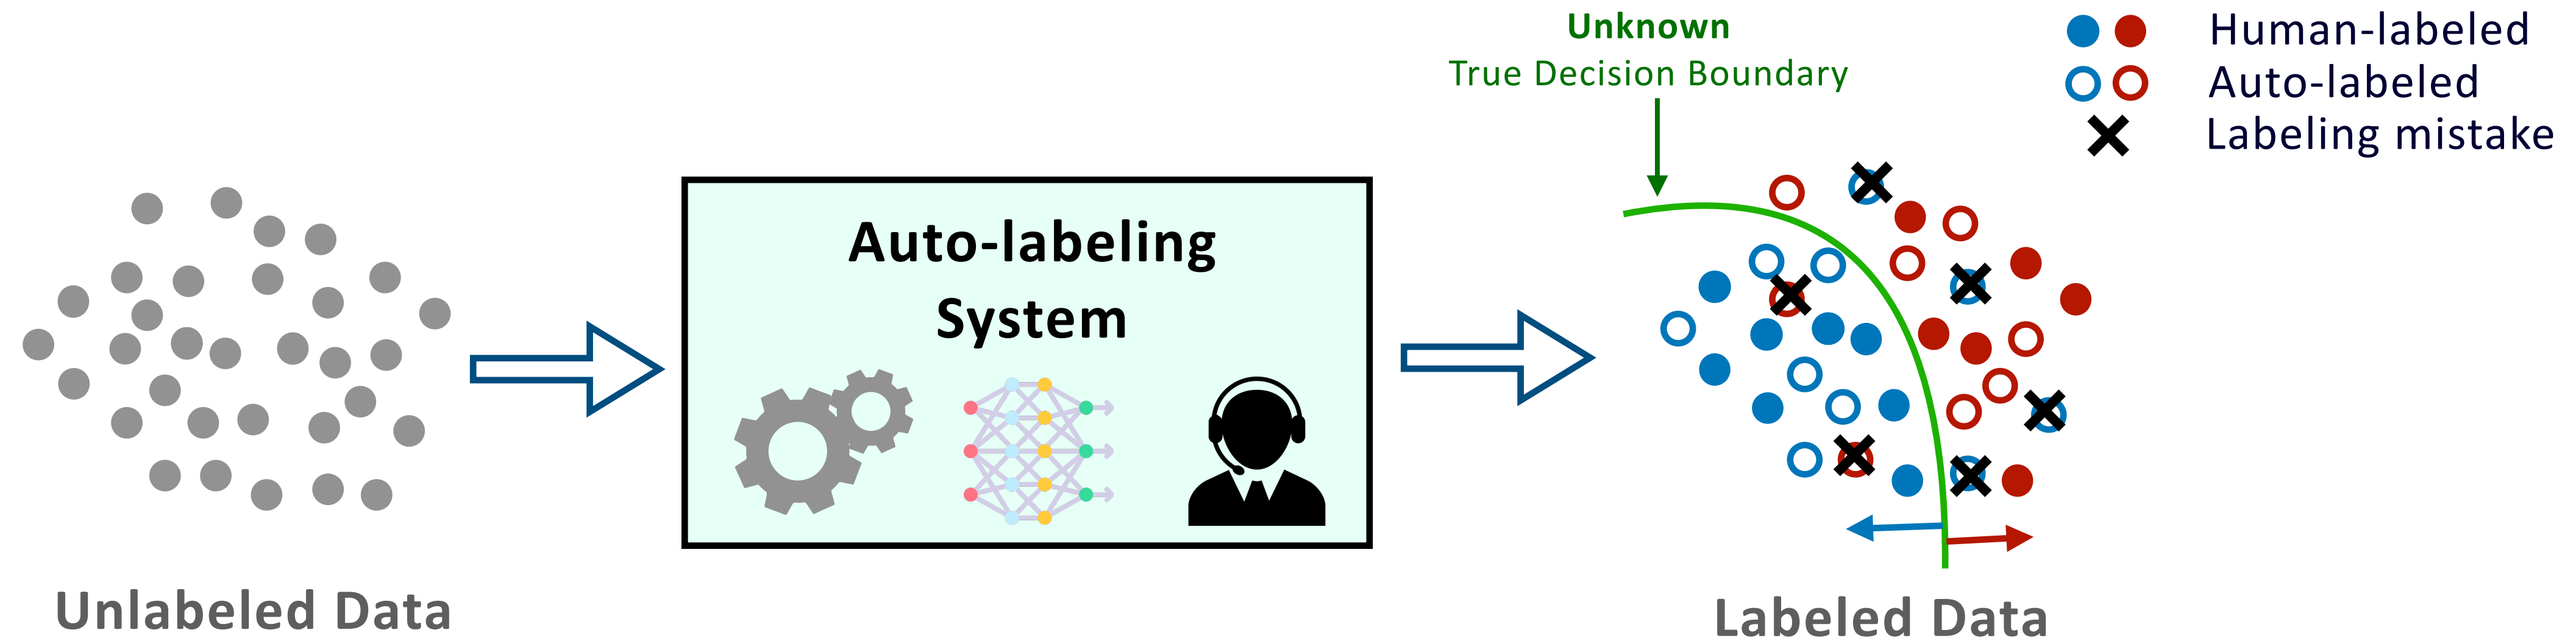 Unknown
True Decision Boundary
Human-labeled
Auto-labeled
Labeling mistake
Auto-labeling
System
Unlabeled Data
Labeled Data